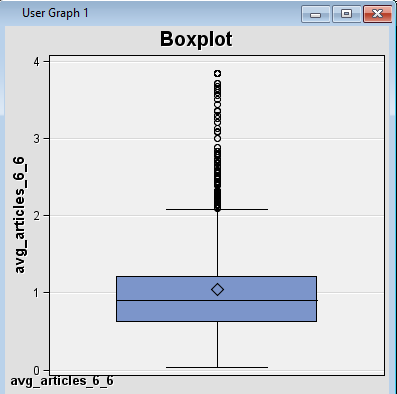 User Graph 1
Boxplot
4
3
2
1
0
avg_articles_6_6
avg_articles_6_6